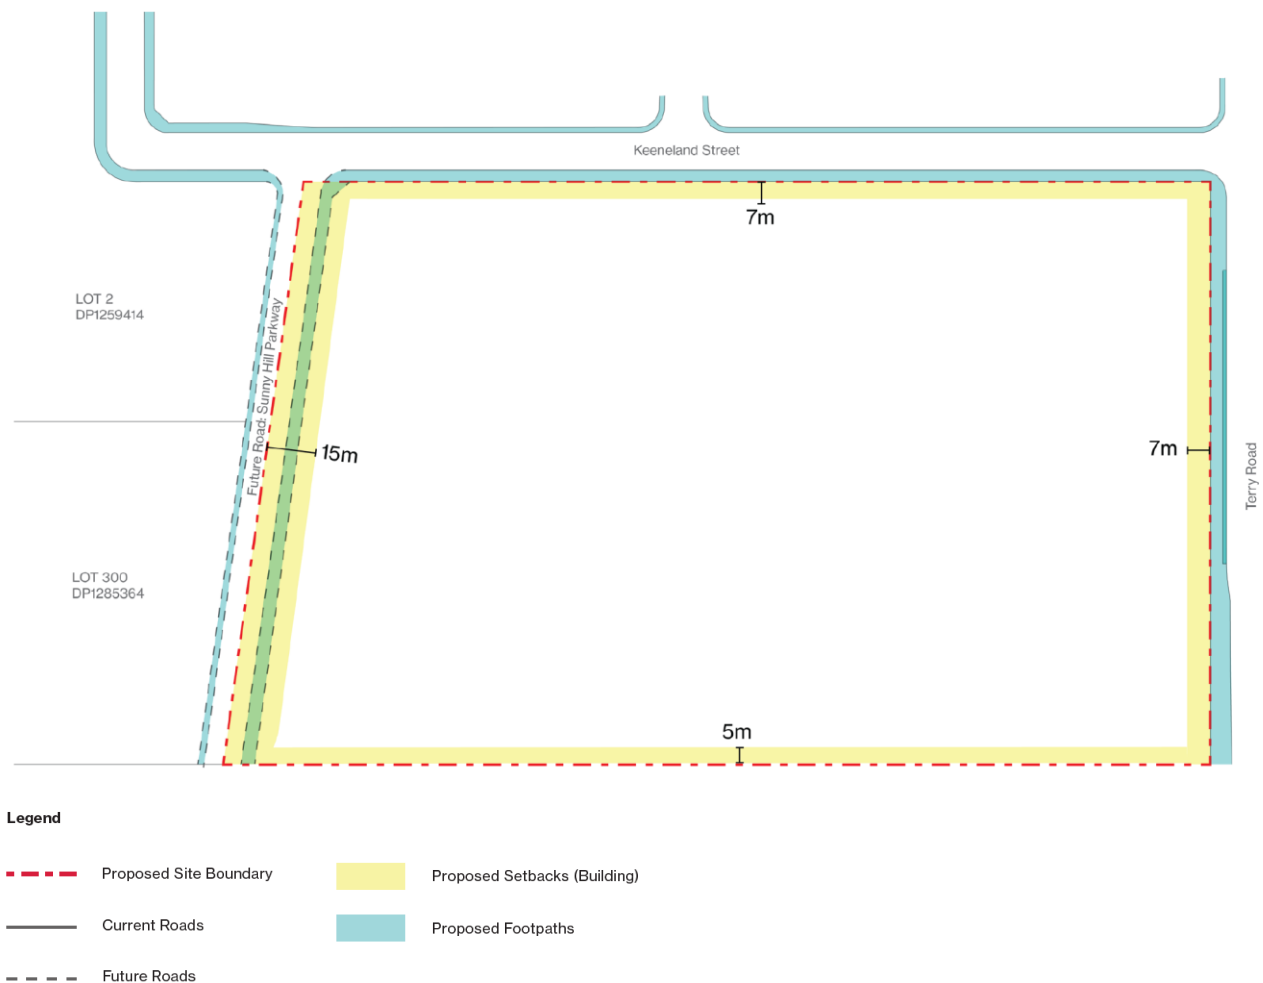 Keeneland Street
7m
LOT 2
DP1259414
Future Road: Sunny Hill Parkway
15m
7m
Terry Road
LOT 300
DP1285364
5m
Legend
Proposed Site Boundary
Proposed Setbacks (Building)
Current Roads
Proposed Footpaths
Future Roads